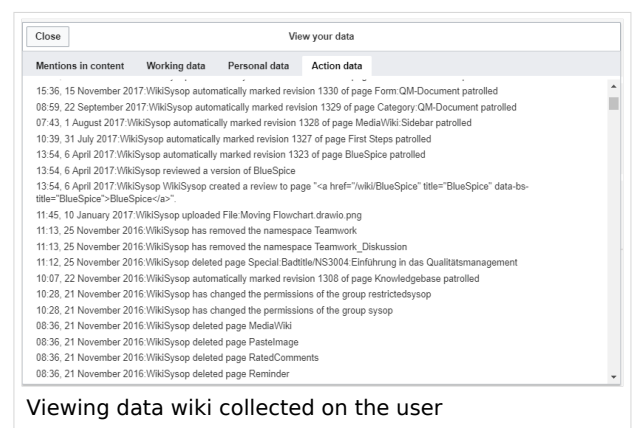 Close
View your data
Mentions in content Working data Personal data Action data
15:36, 15 November 2017:WikiSysop automatically marked revision 1330 of page Form:QM-Document patrolled
08:59, 22 September 2017:WikiSysop automatically marked revision 1329 of page Category:QM-Document patrolled
07:43, 1 August 2017:WikiSysop automatically marked revision 1328 of page MediaWiki:Sidebar patrolled
10:39, 31 July 2017:WikiSysop automatically marked revision 1327 of page First Steps patrolled
13:54, 6 April 2017:WikiSysop automatically marked revision 1323 of page BlueSpice patrolled
13:54, 6 April 2017:WikiSysop reviewed a version of BlueSpice
13:54, 6 April 2017:WikiSysop WikiSysop created a review to page "<a href="/wiki/BlueSpice" title="BlueSpice" data-bs-
title="BlueSpice">BlueSpice</a>".
11:45, 10 January 2017:WikiSysop uploaded File:Moving Flowchart.drawio.png
11:13, 25 November 2016:WikiSysop has removed the namespace Teamwork
11:13, 25 November 2016:WikiSysop has removed the namespace Teamwork_Diskussion
11:12, 25 November 2016:WikiSysop deleted page Special:Badtitle/NS3004:Einführung in das Qualitätsmanagement
10:07, 22 November 2016:WikiSysop automatically marked revision 1308 of page Knowledgebase patrolled
10:28, 21 November 2016:WikiSysop has changed the permissions of the group restrictedsysop
10:28, 21 November 2016:WikiSysop has changed the permissions of the group sysop
08:36, 21 November 2016:WikiSysop deleted page MediaWiki
08:36, 21 November 2016:WikiSysop deleted page PasteImage
08:36, 21 November 2016:WikiSysop deleted page RatedComments
08:36, 21 November 2016:WikiSysop deleted page Reminder
Viewing data wiki collected on the user